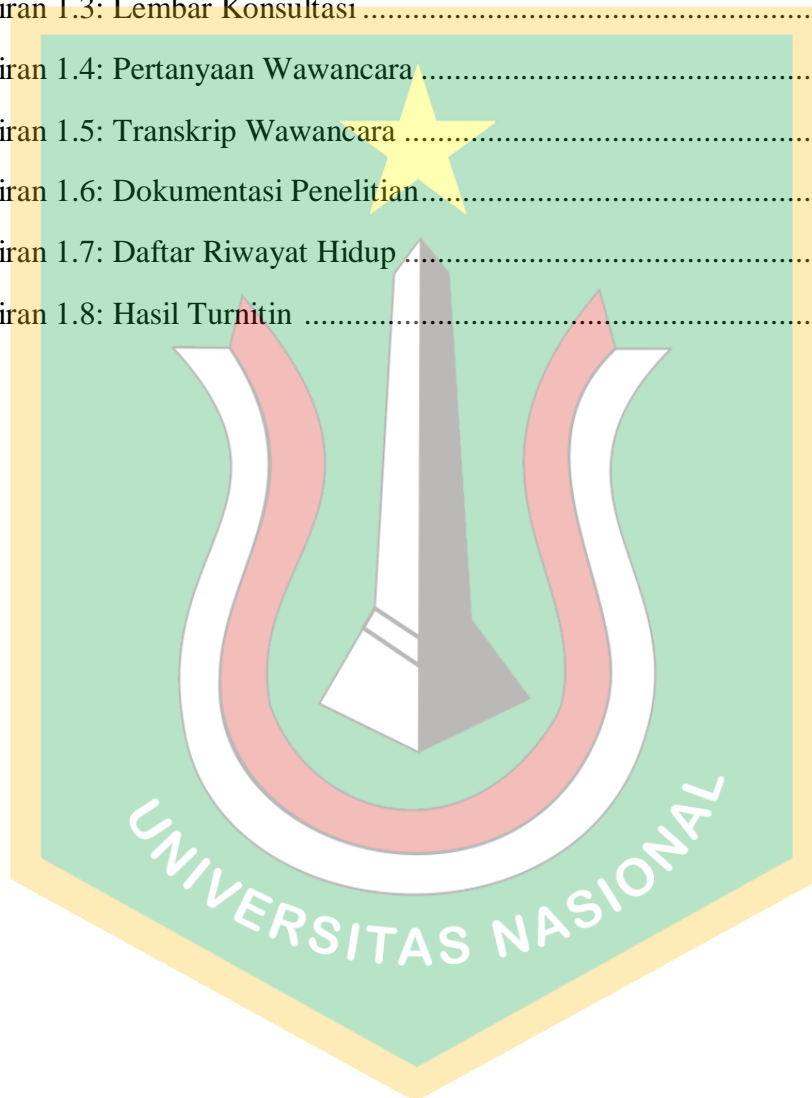 iran 1.3: Lembar Konsultasi ......................................................
iran 1.4: Pertanyaan Wawancara ................................................
iran 1.5: Transkrip Wawancara ..................................................
iran 1.6: Dokumentasi Penelitian................................................
iran 1.7: Daftar Riwayat Hidup ..................................................
iran 1.8: Hasil Turnitin ..............................................................
UNIVERSITAS NASIONAL